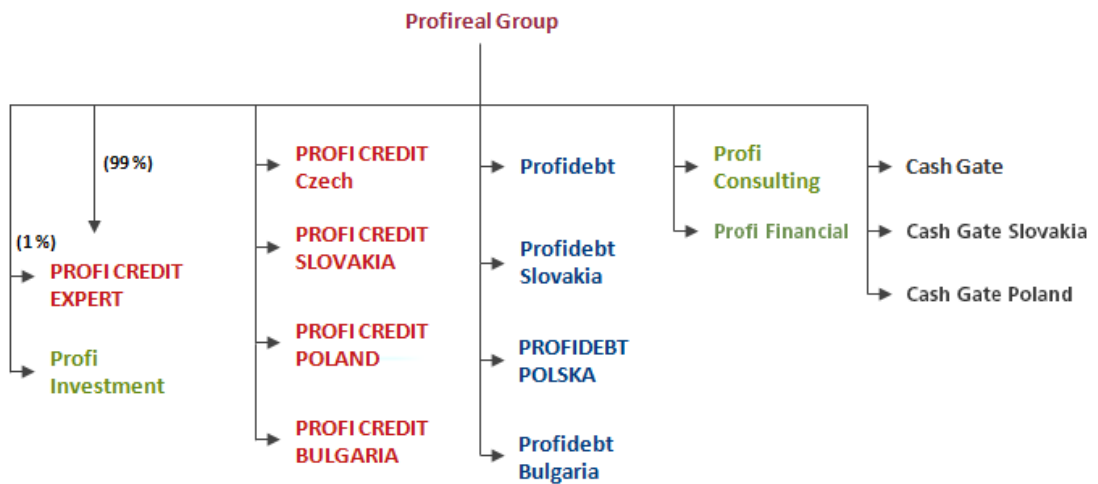 Profireal Group
(99%)
(1%)
PROFI CREDIT
EXPERT
Profi
Investment
PROFI CREDIT
Czech
PROFI CREDIT
SLOVAKIA
PROFI CREDIT
POLAND
PROFI CREDIT
BULGARIA
Profidebt
Profidebt
Slovakia
PROFIDEBT
POLSKA
Profidebt
Bulgaria
Profi
Consulting
Profi Financial
Cash Gate
Cash Gate Slovakia
Cash Gate Poland